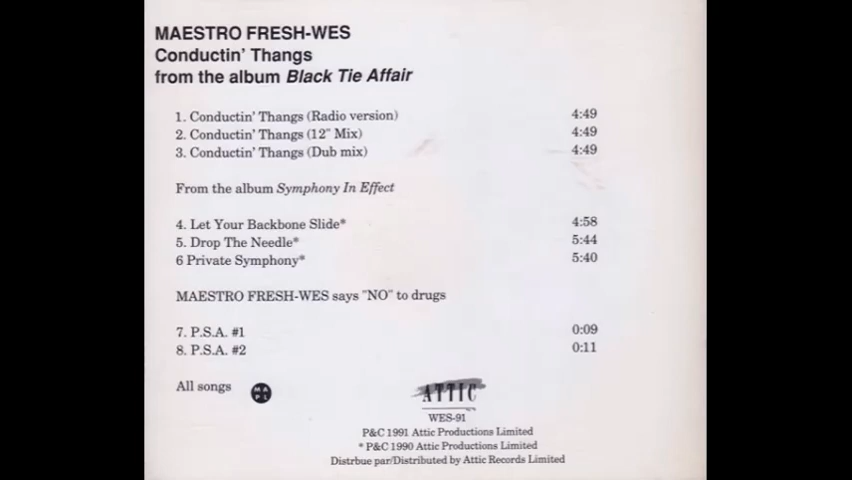 MAESTRO FRESH-WES
Conductin' Thangs
from the album Black Tie Affair
1. Conductin' Thangs (Radio version) 4:49
2. Conductin' Thangs (12" Mix) 4:49
3. Conductin' Thangs (Dub mix) 4:49
From the album Symphony In Effect
4. Let Your Backbone Slide* 4:58
5. Drop The Needle* 5:44
6 Private Symphony* 5:40
MAESTRO FRESH-WES says "NO" to drugs
7. P.S.A. #1 0:09
8. P.S.A. #2 0:11
All songs MAPL
ATTIC
WES-91
P&C 1991 Attic Productions Limited
* P&C 1990 Attic Productions Limited
Distrbue par/Distributed by Attic Records Limited